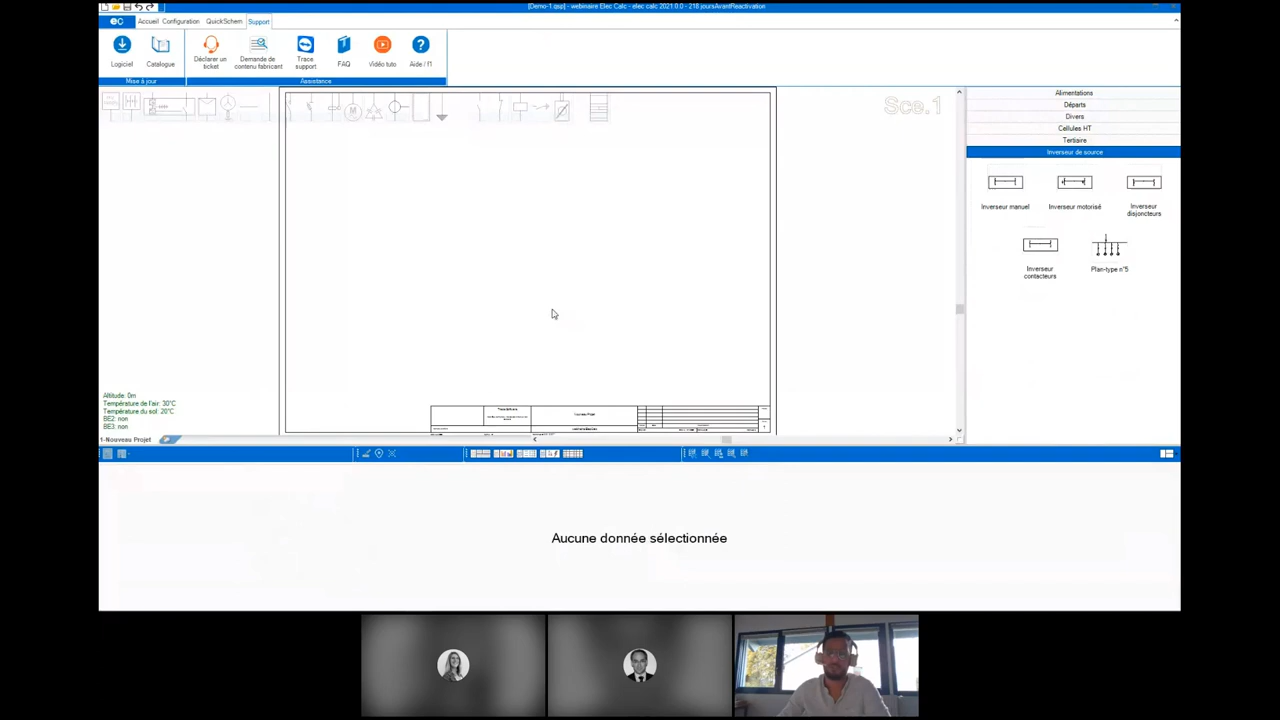 [Demo-1.qsp] - webinaire Elec Calc - elec calc 2021 0.0 - 218 joursAvantReactivation
ec Accueil Configuration QuickSchem Support
Logiciel
Catalogue
Déclarer un ticket
Demande de contenu fabricant
Trace support
FAQ
Vidéo tuto
Aide / f1
Mise à jour
Assistance
Sce.1
Alimentations
Départs
Divers
Cellules HT
Tertiaire
Inverseur de source
Inverseur manuel
Inverseur motorisé
Inverseur disjoncteurs
Inverseur contacteurs
Plan-type n°5
Altitude: 0m
Température de l'air: 30°C
Température du sol: 20°C
BE2: non
BE3: non
Nouveau Projet
1-Nouveau Projet
Aucune donnée sélectionnée